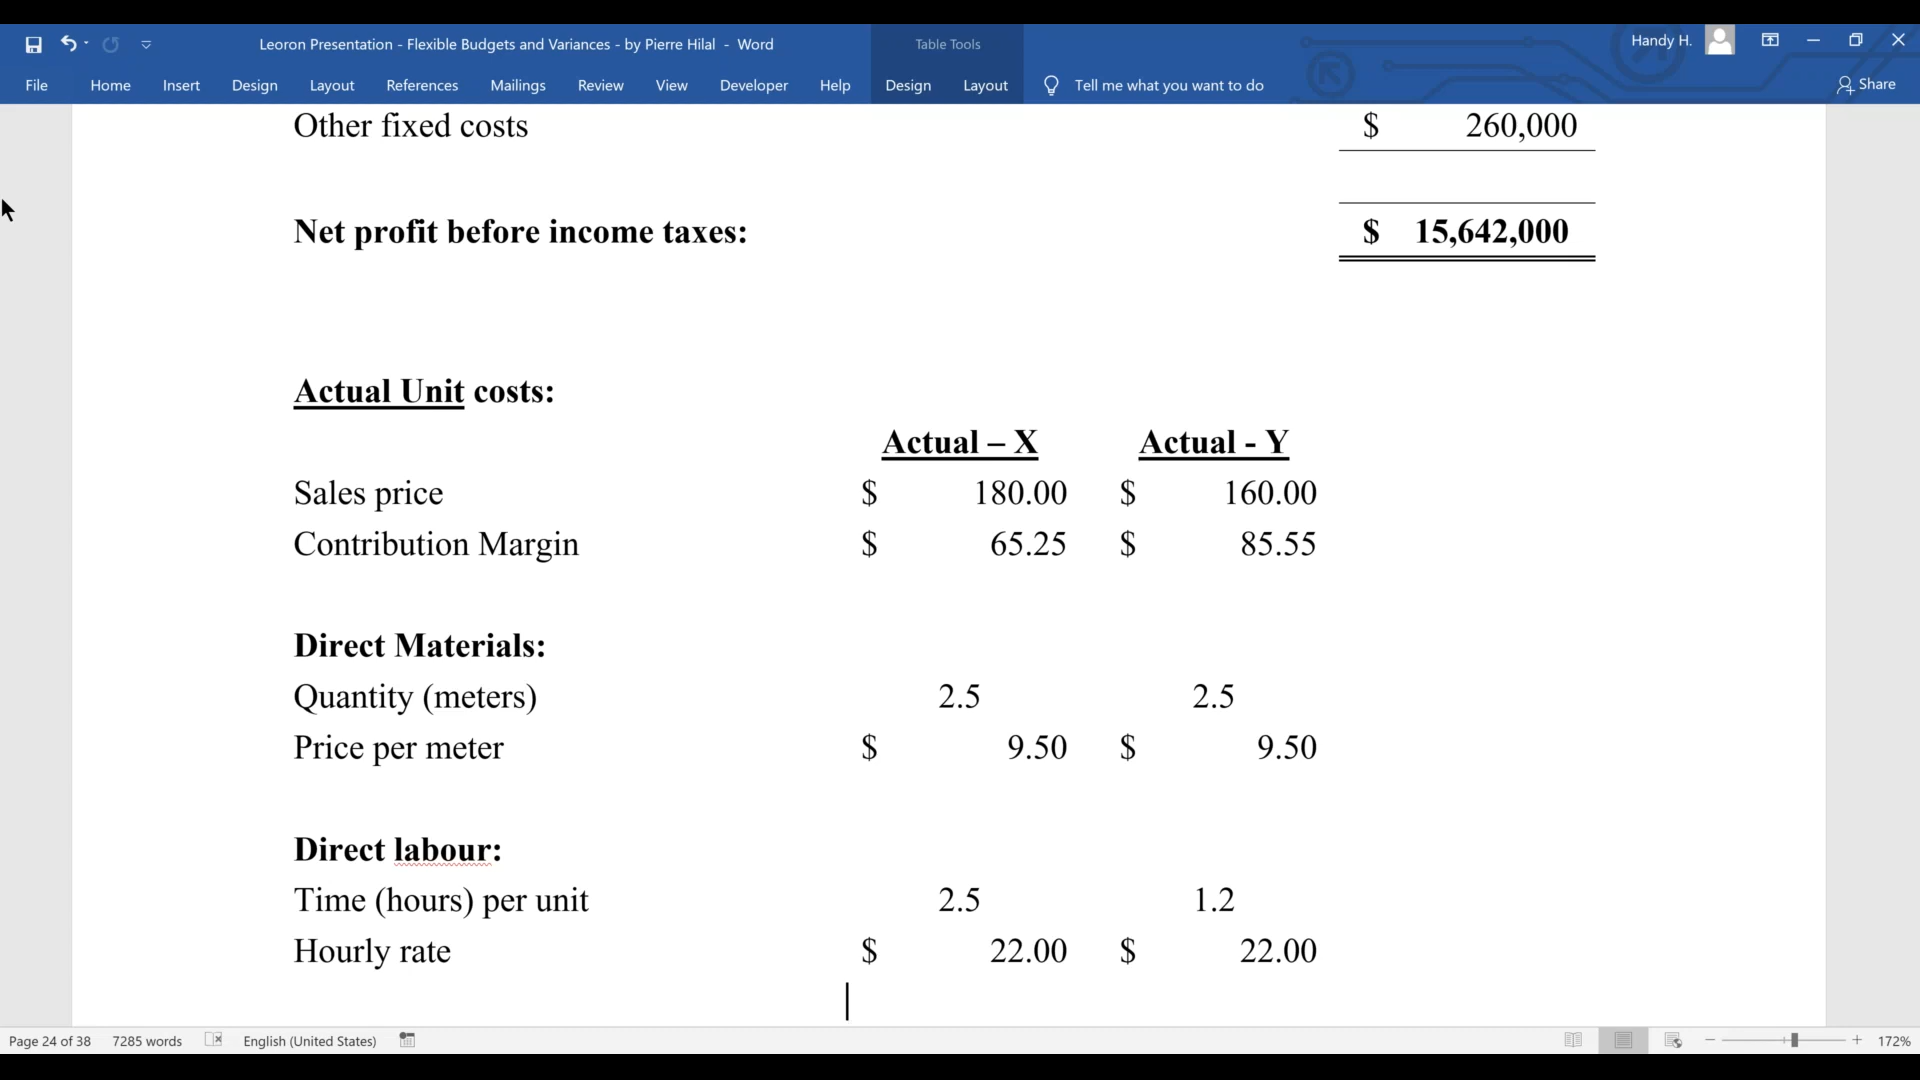 Leoron Presentation - Flexible Budgets and Variances - by Pierre Hilal - Word
Table Tools
Handy H.
File Home Insert Design Layout References Mailings Review View Developer Help Design Layout Tell me what you want to do Share
Other fixed costs $ 260,000
Net profit before income taxes: $ 15,642,000
Actual Unit costs:
Actual – X Actual - Y
Sales price $ 180.00 $ 160.00
Contribution Margin $ 65.25 $ 85.55
Direct Materials:
Quantity (meters) 2.5 2.5
Price per meter $ 9.50 $ 9.50
Direct labour:
Time (hours) per unit 2.5 1.2
Hourly rate $ 22.00 $ 22.00
Page 24 of 38 7285 words English (United States) 172%